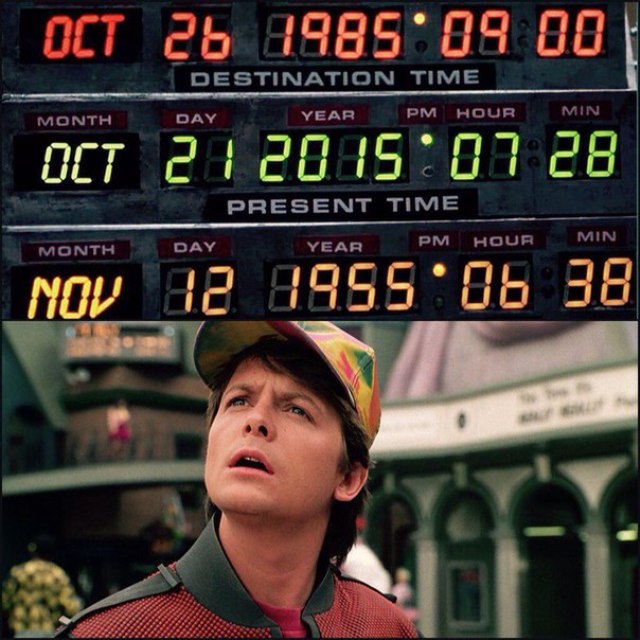 OCT 26 1985 09 00
DESTINATION TIME
MONTH DAY YEAR PM HOUR MIN
OCT 21 2015 07 28
PRESENT TIME
MONTH DAY YEAR PM HOUR MIN
NOV 12 1955 06 38